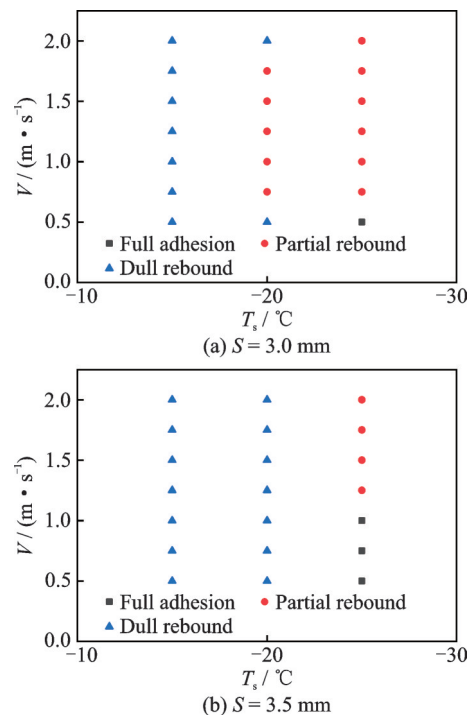 2.0
1.5
V / (m • s⁻¹)
1.0
0.5
Full adhesion Partial rebound
Dull rebound
0.0
−10 −20 −30
Tₛ / ℃
(a) S = 3.0 mm
2.0
1.5
V / (m • s⁻¹)
1.0
0.5
Full adhesion Partial rebound
Dull rebound
0.0
−10 −20 −30
Tₛ / ℃
(b) S = 3.5 mm